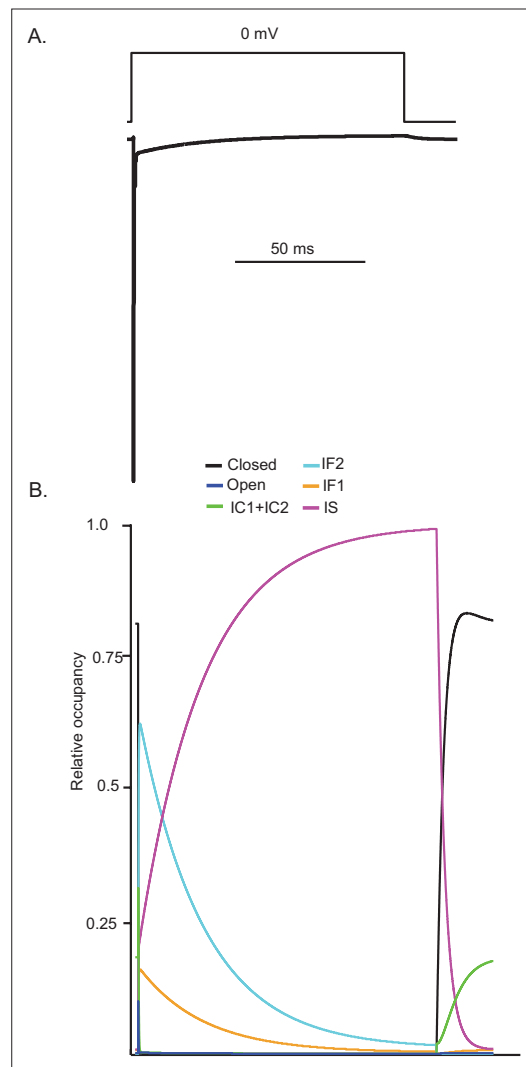 A.
0 mV
50 ms
Closed
IF2
Open
IF1
IC1+IC2
IS
B.
1.0
0.75
0.5
0.25
Relative occupancy